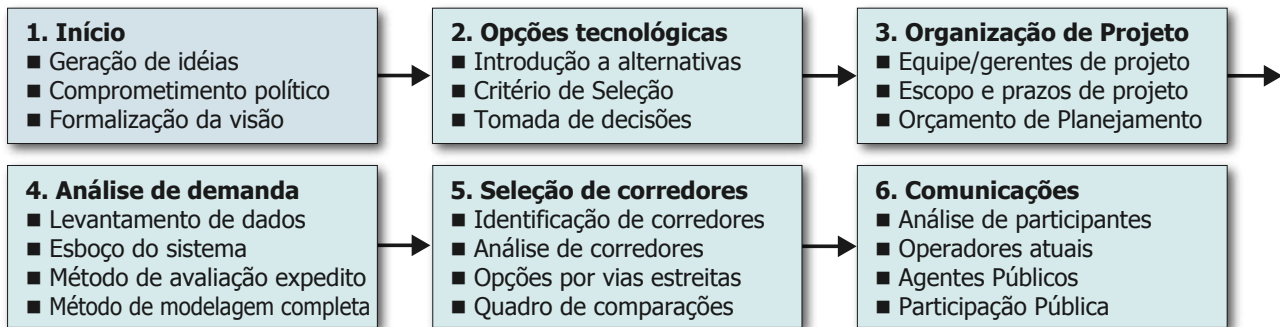 1. Início
■ Geração de idéias
■ Comprometimento político
■ Formalização da visão
2. Opções tecnológicas
■ Introdução a alternativas
■ Critério de Seleção
■ Tomada de decisões
3. Organização de Projeto
■ Equipe/gerentes de projeto
■ Escopo e prazos de projeto
■ Orçamento de Planejamento
4. Análise de demanda
■ Levantamento de dados
■ Esboço do sistema
■ Método de avaliação expedito
■ Método de modelagem completa
5. Seleção de corredores
■ Identificação de corredores
■ Análise de corredores
■ Opções por vias estreitas
■ Quadro de comparações
6. Comunicações
■ Análise de participantes
■ Operadores atuais
■ Agentes Públicos
■ Participação Pública